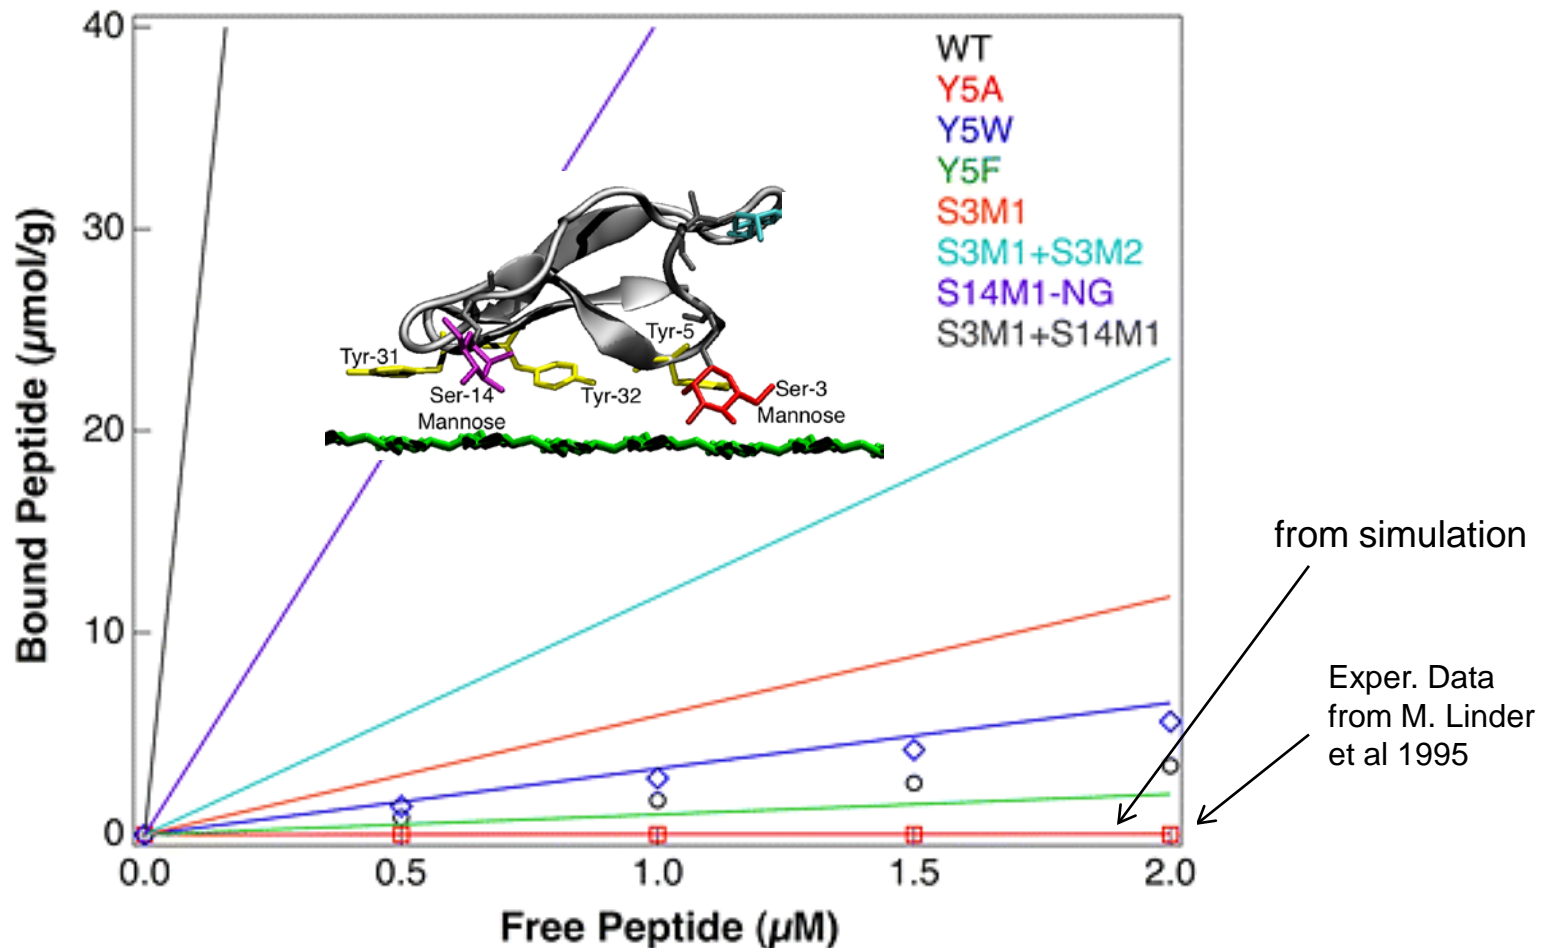 40
30
20
10
0
Bound Peptide (µmol/g)
WT
Y5A
Y5W
Y5F
S3M1
S3M1+S3M2
S14M1-NG
S3M1+S14M1
Tyr-5
Tyr-31
Ser-14
Mannose
Tyr-32
Ser-3
Mannose
from simulation
Exper. Data
from M. Linder
et al 1995
0.0 0.5 1.0 1.5 2.0
Free Peptide (µM)